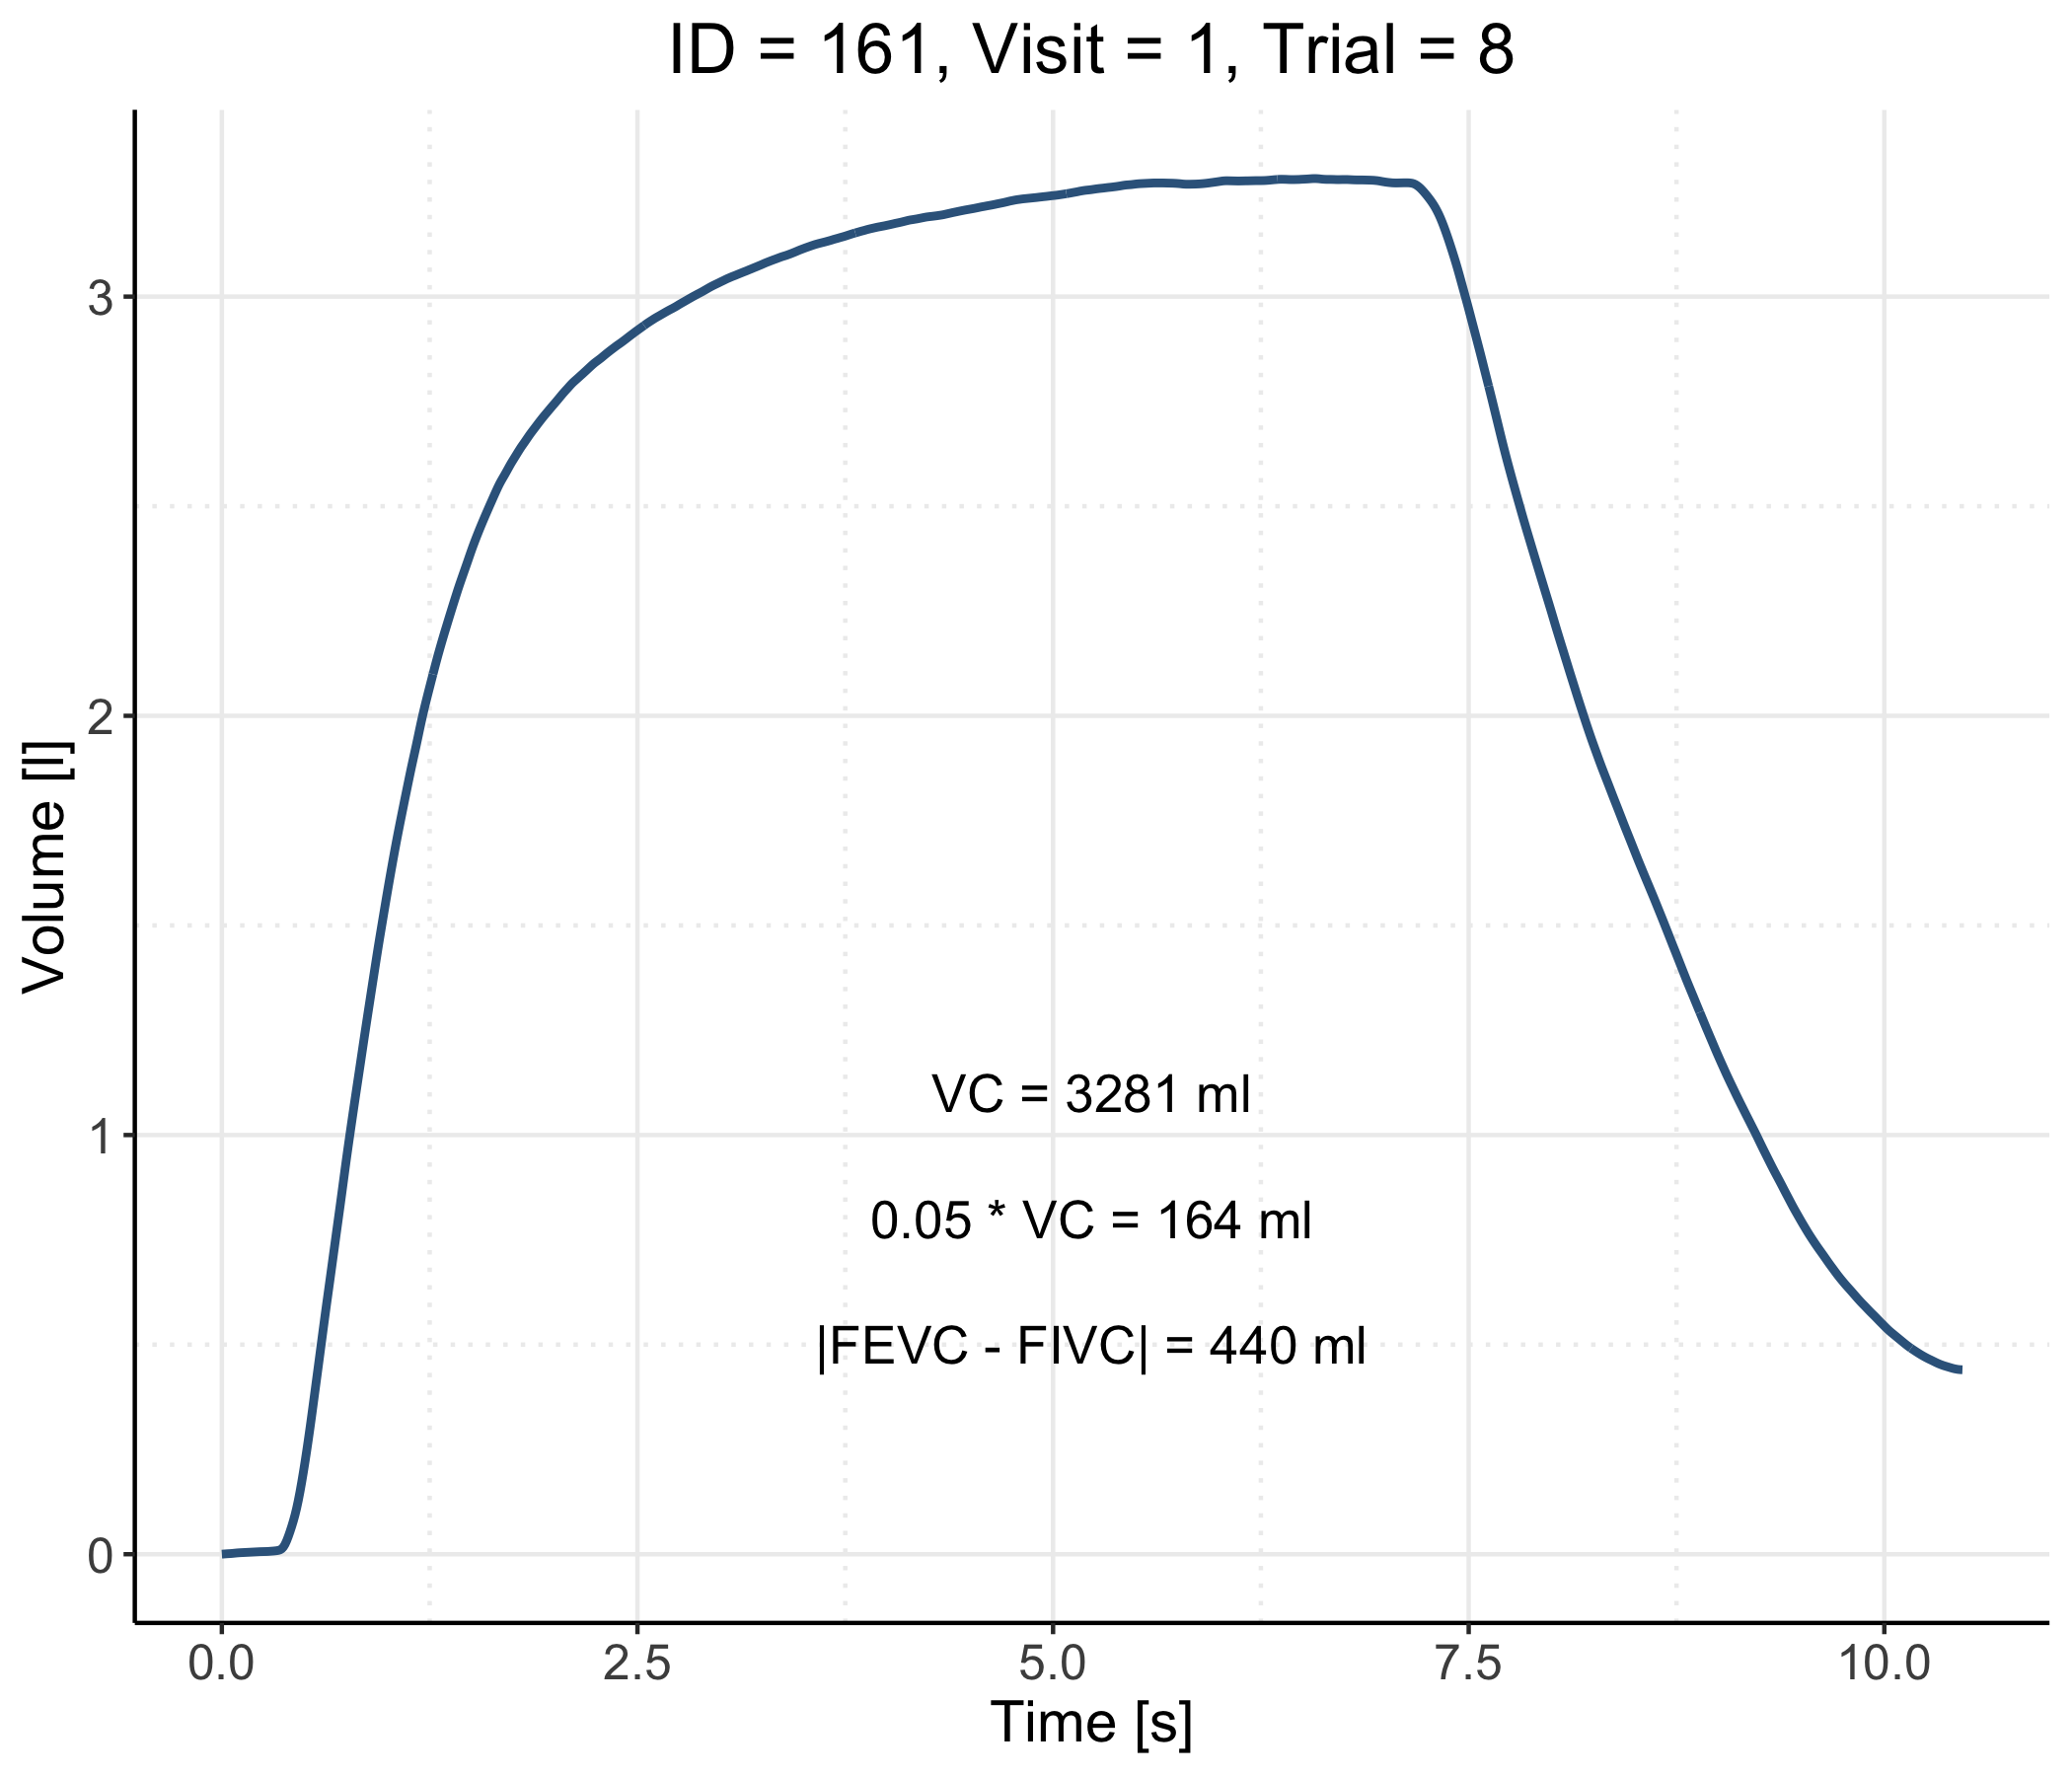 ID = 161, Visit = 1, Trial = 8
Volume [l]
3
2
1
0
VC = 3281 ml
0.05 * VC = 164 ml
|FEVC - FIVC| = 440 ml
0.0 2.5 5.0 7.5 10.0
Time [s]